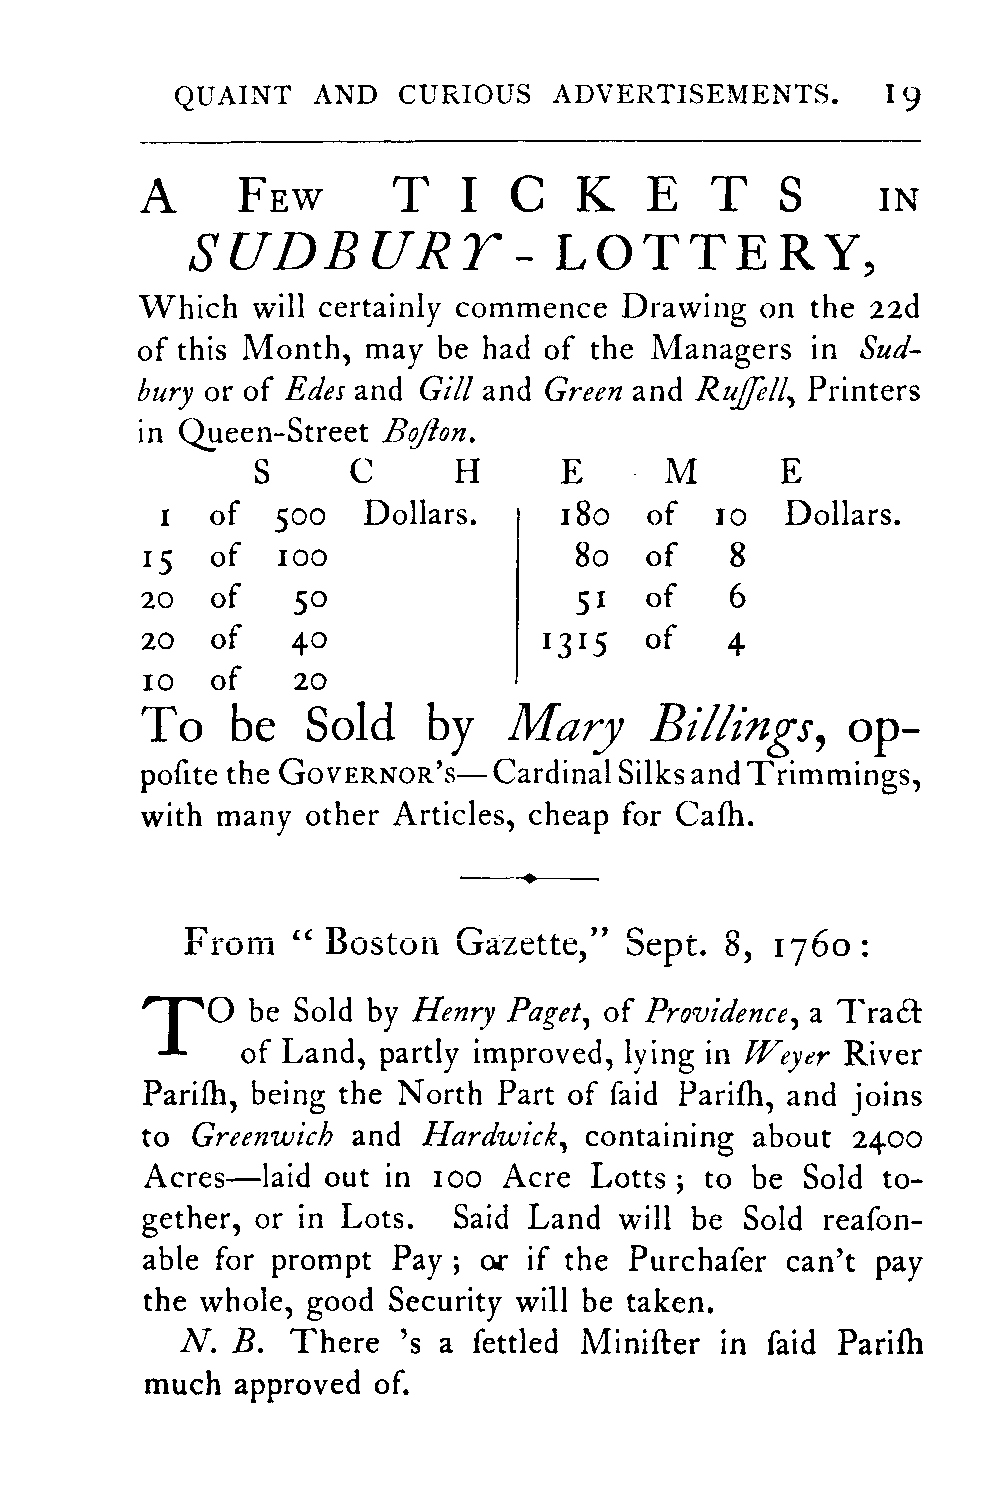 QUAINT AND CURIOUS ADVERTISEMENTS. 19
A FEW TICKETS IN
SUDBURY-LOTTERY,
Which will certainly commence Drawing on the 22d
of this Month, may be had of the Managers in Sud-
bury or of Edes and Gill and Green and Ruſſell, Printers
in Queen-Street Boſton.
SCHEME
1 of 500 Dollars. 180 of 10 Dollars.
15 of 100 80 of 8
20 of 50 51 of 6
20 of 40 1315 of 4
10 of 20
To be Sold by Mary Billings, op-
poſite the GOVERNOR'S—Cardinal Silks and Trimmings,
with many other Articles, cheap for Caſh.
From "Boston Gazette," Sept. 8, 1760:
TO be Sold by Henry Paget, of Providence, a Tract
of Land, partly improved, lying in Weyer River
Pariſh, being the North Part of ſaid Pariſh, and joins
to Greenwich and Hardwick, containing about 2400
Acres—laid out in 100 Acre Lotts; to be Sold to-
gether, or in Lots. Said Land will be Sold reaſon-
able for prompt Pay; or if the Purchaſer can't pay
the whole, good Security will be taken.
N. B. There 's a ſettled Miniſter in ſaid Pariſh
much approved of.